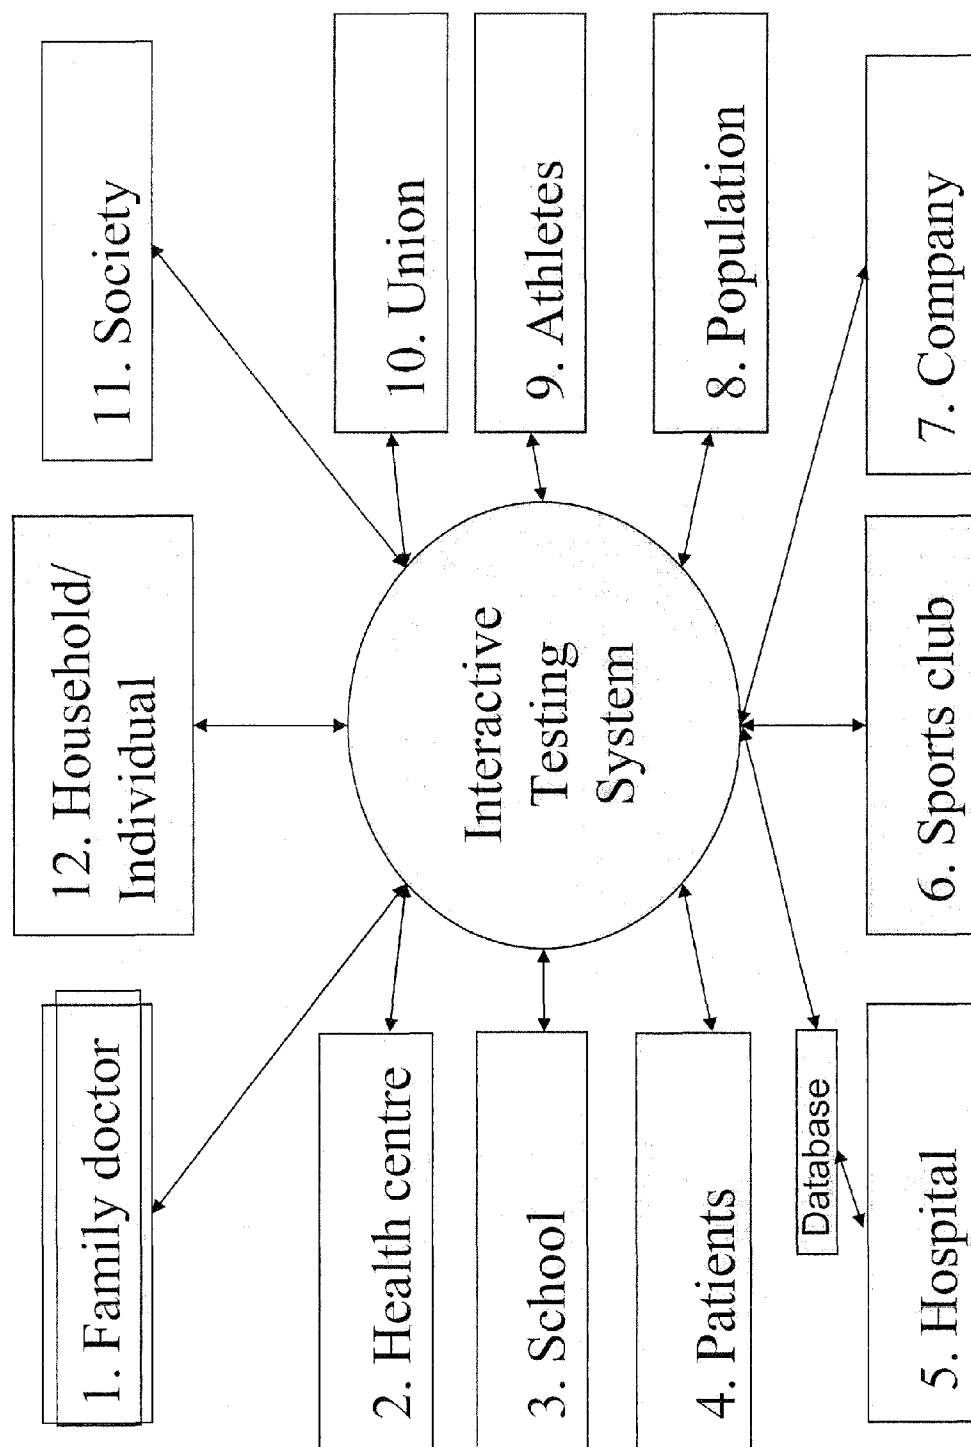 1. Family doctor
2. Health centre
3. School
4. Patients
Database
5. Hospital
12. Household/
Individual
Interactive
Testing
System
6. Sports club
11. Society
10. Union
9. Athletes
8. Population
7. Company